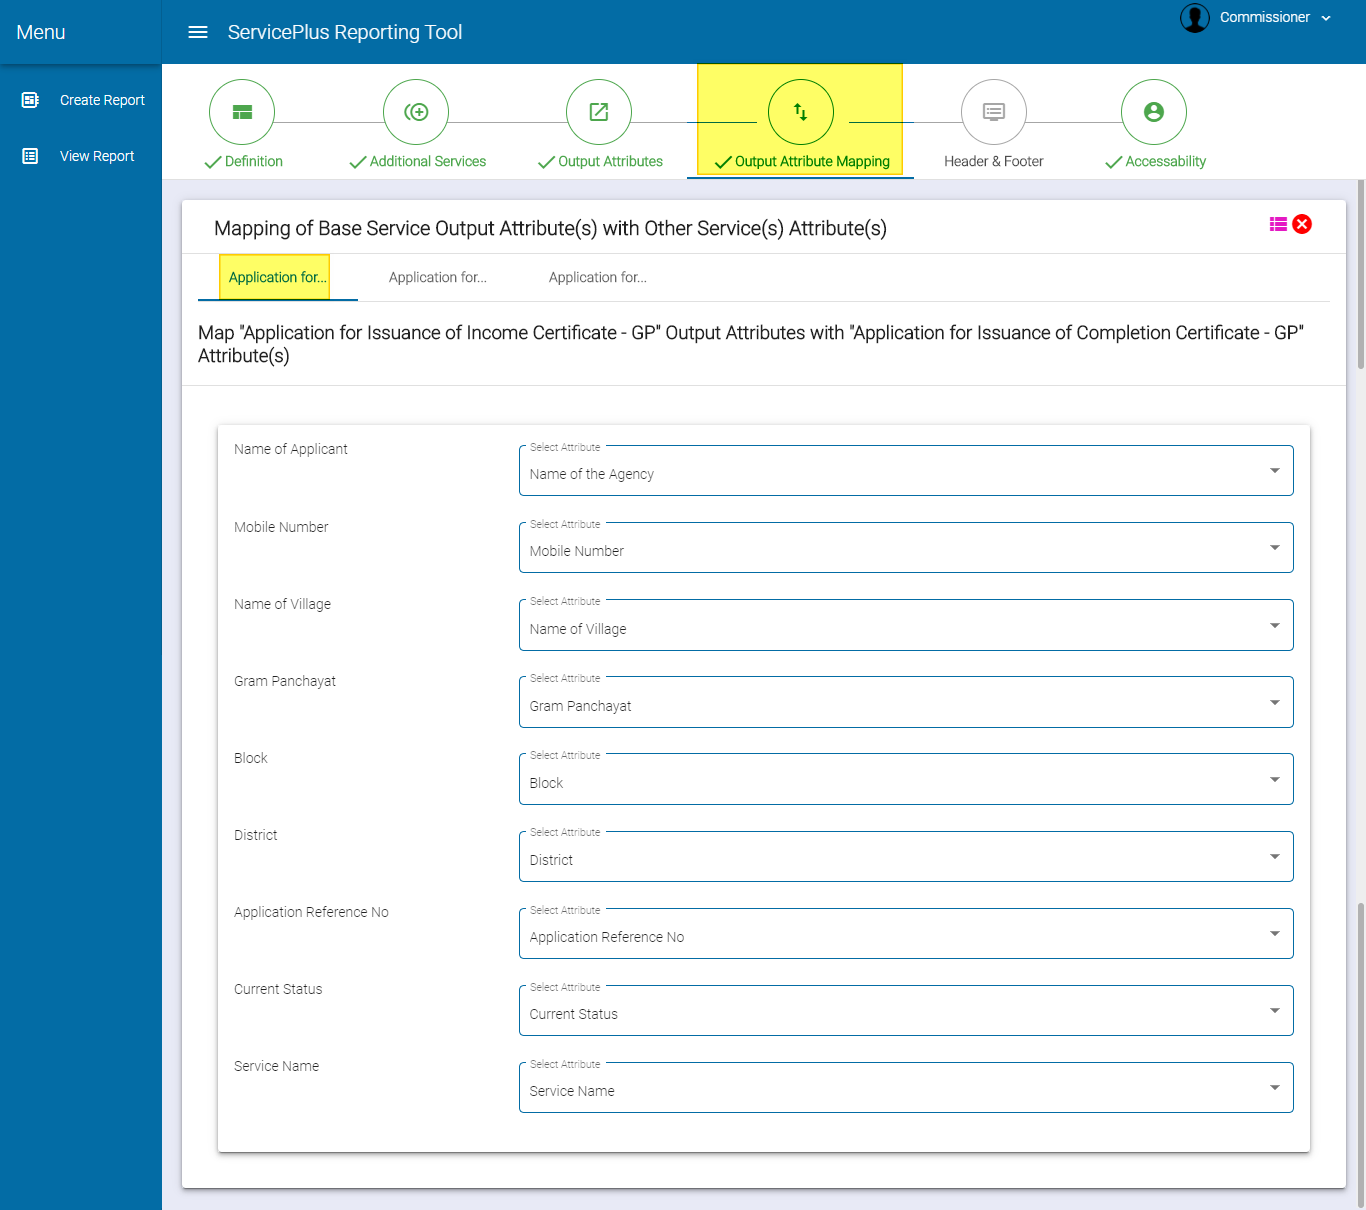 Menu
ServicePlus Reporting Tool
Commissioner
Create Report
View Report
Definition
Additional Services
Output Attributes
Output Attribute Mapping
Header & Footer
Accessability
Mapping of Base Service Output Attribute(s) with Other Service(s) Attribute(s)
Application for...
Application for...
Application for...
Map "Application for Issuance of Income Certificate - GP" Output Attributes with "Application for Issuance of Completion Certificate - GP"
Attribute(s)
Name of Applicant
Select Attribute
Name of the Agency
Mobile Number
Select Attribute
Mobile Number
Name of Village
Select Attribute
Name of Village
Gram Panchayat
Select Attribute
Gram Panchayat
Block
Select Attribute
Block
District
Select Attribute
District
Application Reference No
Select Attribute
Application Reference No
Current Status
Select Attribute
Current Status
Service Name
Select Attribute
Service Name